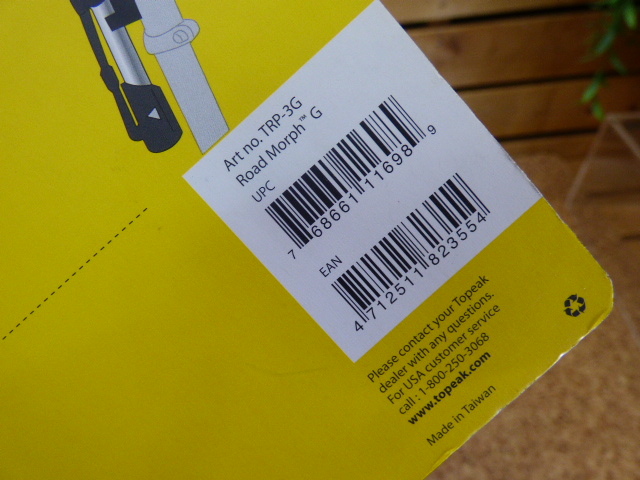 Art no. TRP-3G
Road Morph™ G
UPC
7 68661 11698 9
EAN
4 712511 823554
Please contact your Topeak
dealer with any questions.
For USA customer service
call : 1-800-250-3068
www.topeak.com
Made in Taiwan